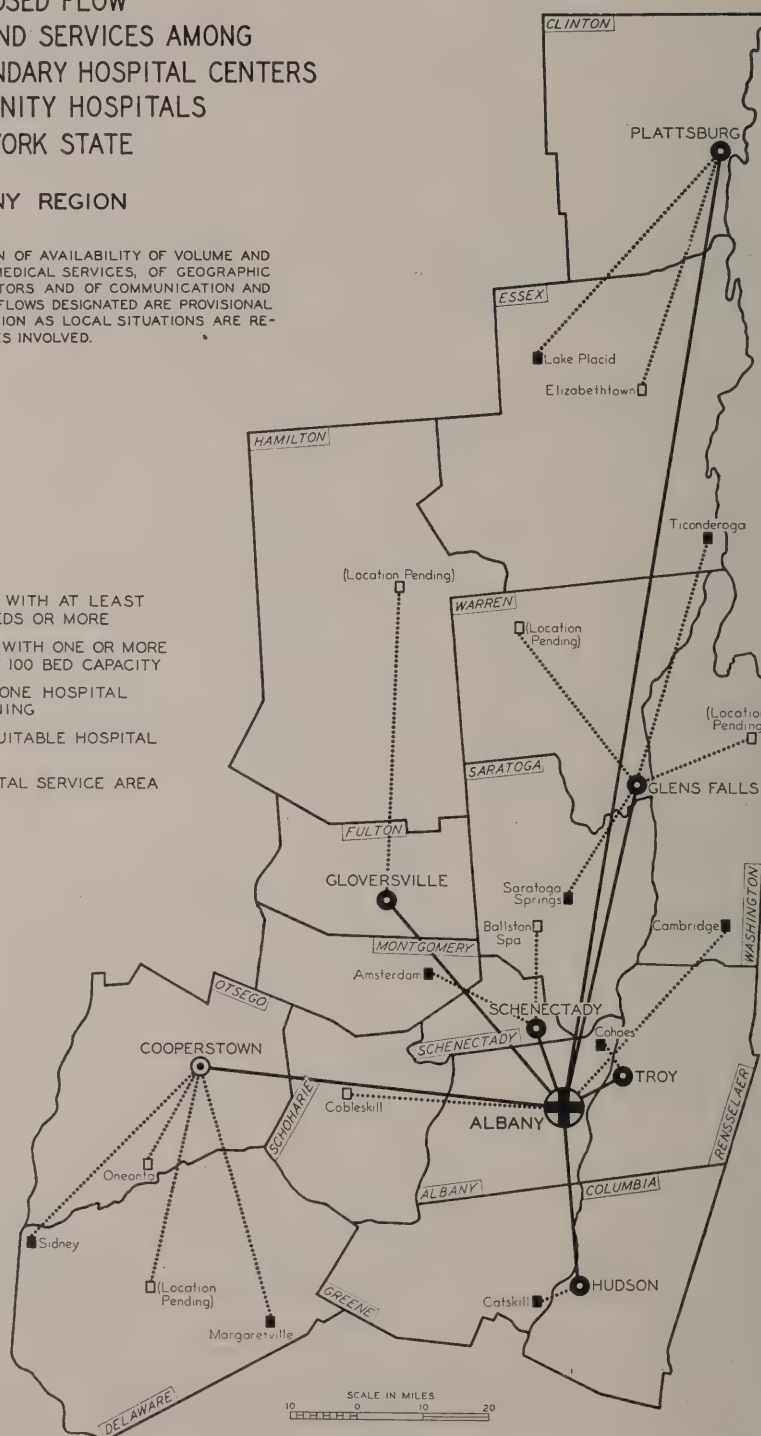 OSED FLOW
ND SERVICES AMONG
NDARY HOSPITAL CENTERS
NITY HOSPITALS
ORK STATE
NY REGION
N OF AVAILABILITY OF VOLUME AND
MEDICAL SERVICES, OF GEOGRAPHIC
TORS AND OF COMMUNICATION AND
FLOWS DESIGNATED ARE PROVISIONAL
ION AS LOCAL SITUATIONS ARE RE-
ES INVOLVED.
WITH AT LEAST
EDS OR MORE
WITH ONE OR MORE
100 BED CAPACITY
ONE HOSPITAL
NING
UITABLE HOSPITAL
TAL SERVICE AREA
CLINTON
PLATTSBURG
ESSEX
Lake Placid
Elizabethtown
HAMILTON
Ticonderoga
(Location Pending)
WARREN
(Location
Pending)
(Locatio
Pending
SARATOGA
GLENS FALLS
FULTON
GLOVERSVILLE
Saratoga
Springs
Ballston
Spa
Cambridge
WASHINGTON
MONTGOMERY
Amsterdam
OTSEGO
SCHENECTADY
SCHENECTADY
Cohoes
COOPERSTOWN
TROY
Cobleskill
ALBANY
SCHOHARIE
RENSSELAER
Oneonta
ALBANY
COLUMBIA
Sidney
(Location
Pending)
GREENE
Catskill
HUDSON
Margaretville
DELAWARE
SCALE IN MILES
10 0 10 20